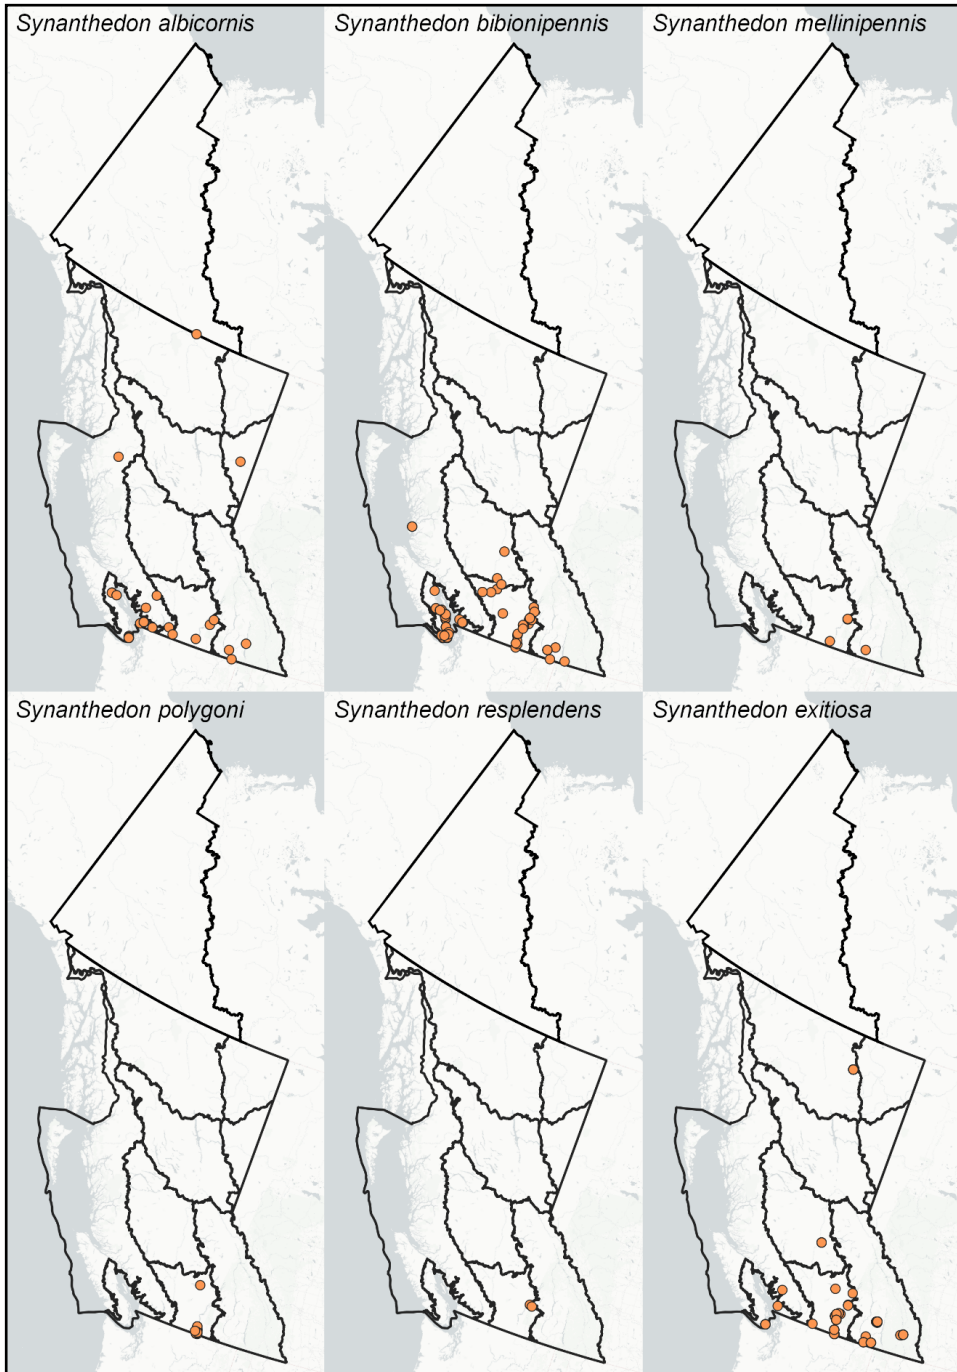 Synanthedon albicornis
Synanthedon bibionipennis
Synanthedon mellinipennis
Synanthedon polygoni
Synanthedon resplendens
Synanthedon exitiosa